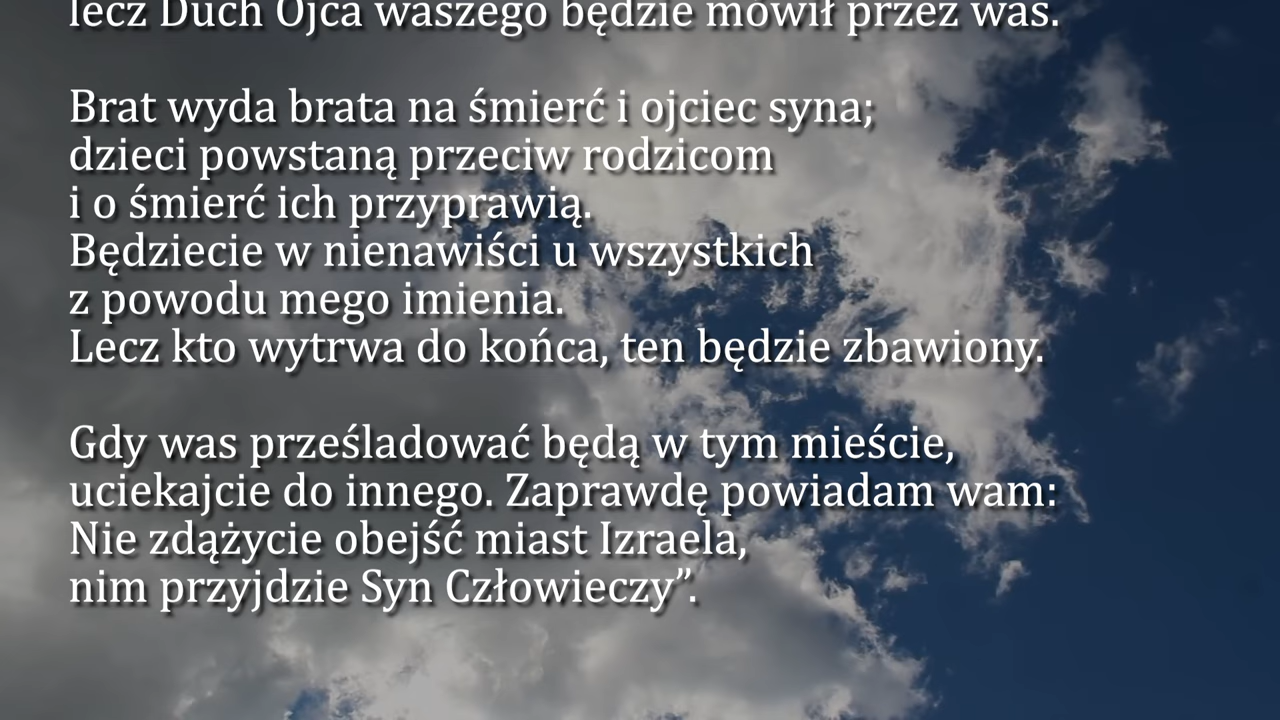 lecz Duch Ojca waszego będzie mówił przez was.
Brat wyda brata na śmierć i ojciec syna;
dzieci powstaną przeciw rodzicom
i o śmierć ich przyprawią.
Będziecie w nienawiści u wszystkich
z powodu mego imienia.
Lecz kto wytrwa do końca, ten będzie zbawiony.
Gdy was prześladować będą w tym mieście,
uciekajcie do innego. Zaprawdę powiadam wam:
Nie zdążycie obejść miast Izraela,
nim przyjdzie Syn Człowieczy”.